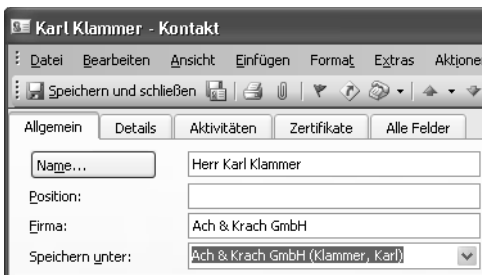 Karl Klammer - Kontakt
Datei Bearbeiten Ansicht Einfügen Format Extras Aktione
Speichern und schließen
Allgemein Details Aktivitäten Zertifikate Alle Felder
Name... Herr Karl Klammer
Position:
Firma: Ach & Krach GmbH
Speichern unter: Ach & Krach GmbH (Klammer, Karl)